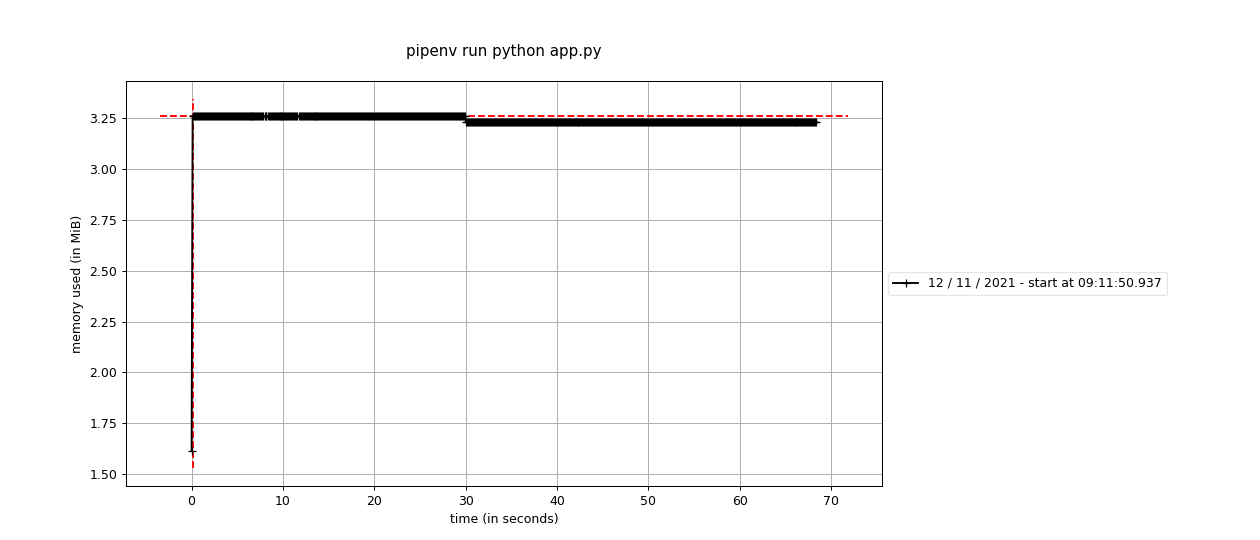 pipenv run python app.py
3.25
3.00
2.75
2.50
2.25
2.00
1.75
1.50
memory used (in MiB)
0 10 20 30 40 50 60 70
time (in seconds)
12 / 11 / 2021 - start at 09:11:50.937